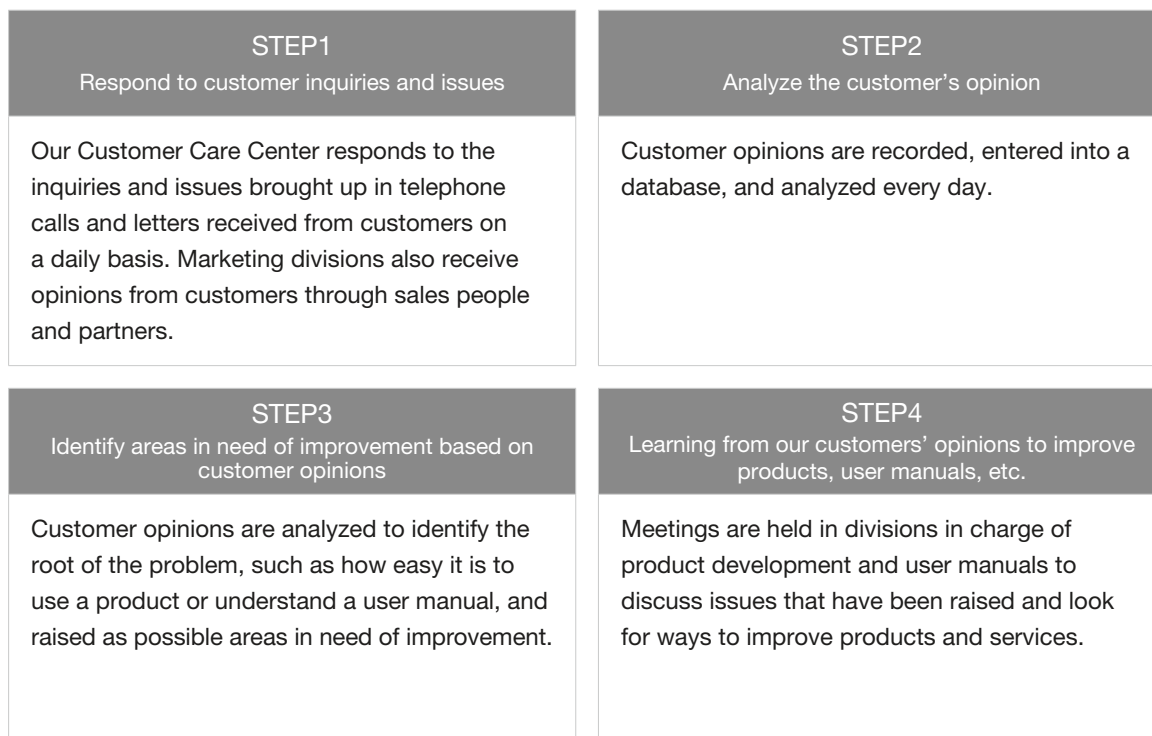 STEP1
Respond to customer inquiries and issues
Our Customer Care Center responds to the
inquiries and issues brought up in telephone
calls and letters received from customers on
a daily basis. Marketing divisions also receive
opinions from customers through sales people
and partners.
STEP2
Analyze the customer’s opinion
Customer opinions are recorded, entered into a
database, and analyzed every day.
STEP3
Identify areas in need of improvement based on
customer opinions
Customer opinions are analyzed to identify the
root of the problem, such as how easy it is to
use a product or understand a user manual, and
raised as possible areas in need of improvement.
STEP4
Learning from our customers’ opinions to improve
products, user manuals, etc.
Meetings are held in divisions in charge of
product development and user manuals to
discuss issues that have been raised and look
for ways to improve products and services.